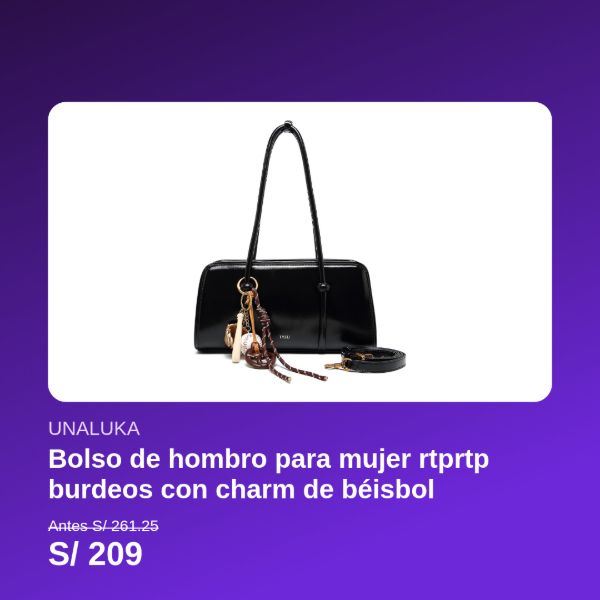 UNALUKA
Bolso de hombro para mujer rtprtp
burdeos con charm de béisbol
Antes S/ 261.25
S/ 209